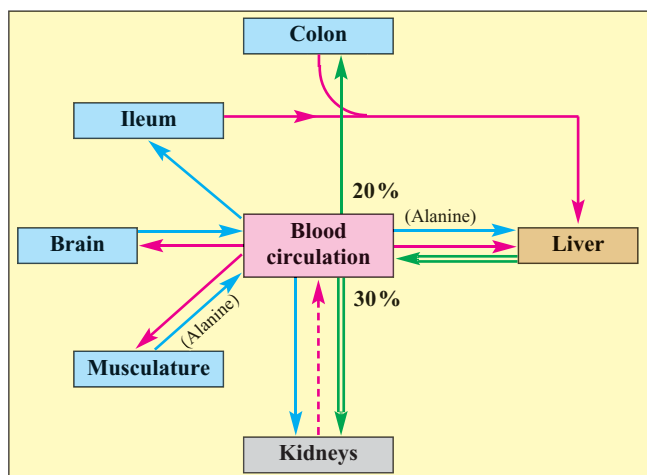 Colon
Ileum
20%
(Alanine)
Brain
Blood
circulation
Liver
30%
(Alanine)
Musculature
Kidneys